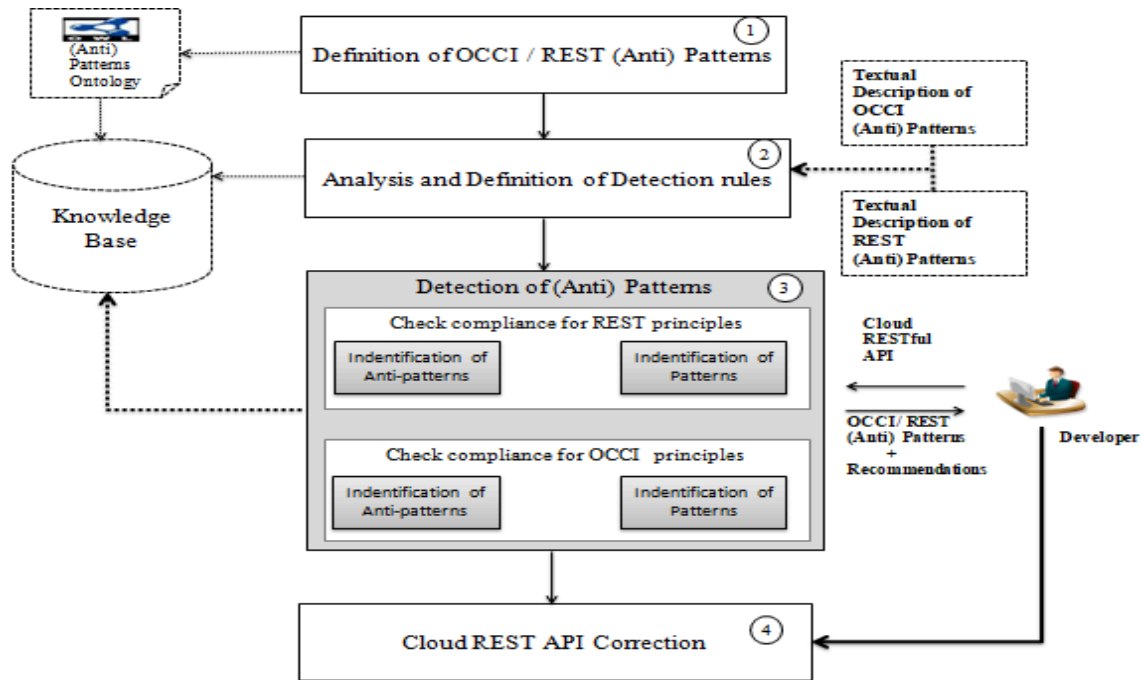 OWL
(Anti)
Patterns
Ontology
1
Definition of OCCI / REST (Anti) Patterns
Textual
Description of
OCCI
(Anti) Patterns
2
Analysis and Definition of Detection rules
Textual
Description of
REST
(Anti) Patterns
Knowledge
Base
Detection of (Anti) Patterns
3
Check compliance for REST principles
Indentification of
Anti-patterns
Indentification of
Patterns
Cloud
RESTful
API
OCCI/ REST
(Anti) Patterns
+
Recommendations
Developer
Check compliance for OCCI principles
Indentification of
Anti-patterns
Indentification of
Patterns
Cloud REST API Correction
4